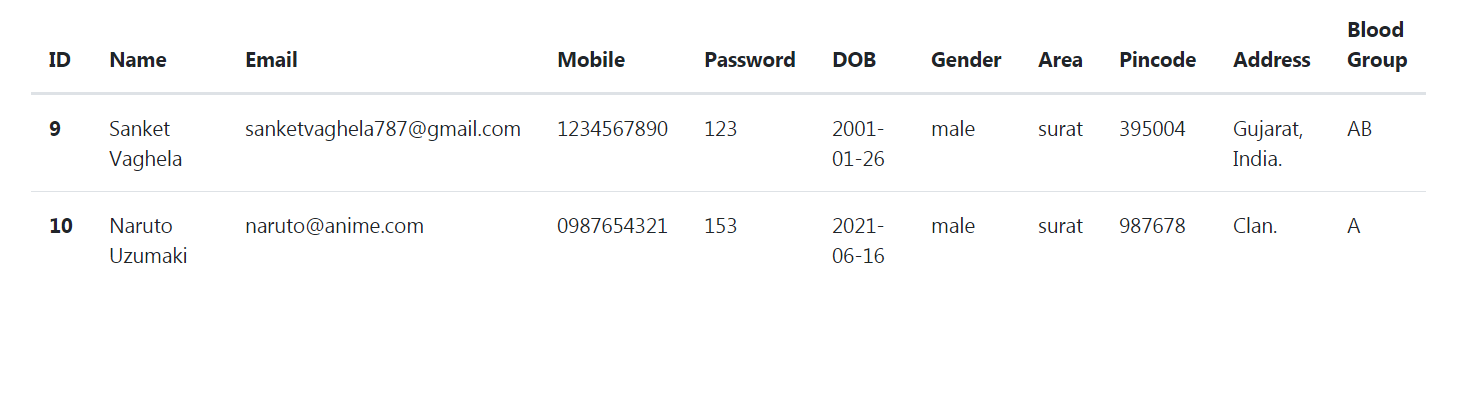 ID Name Email Mobile Password DOB Gender Area Pincode Address Blood Group
9 Sanket Vaghela sanketvaghela787@gmail.com 1234567890 123 2001-01-26 male surat 395004 Gujarat, India. AB
10 Naruto Uzumaki naruto@anime.com 0987654321 153 2021-06-16 male surat 987678 Clan. A